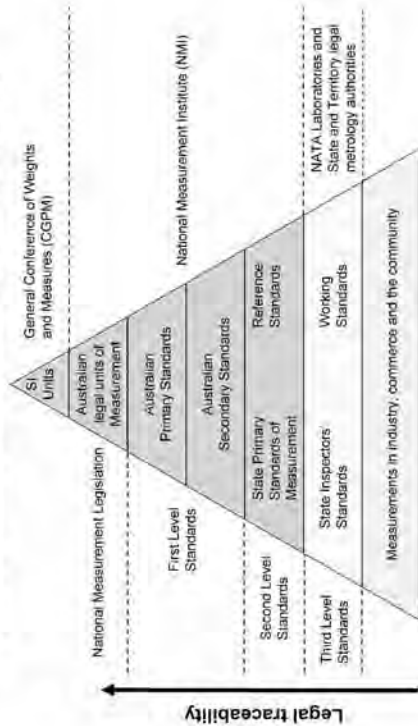 General Conference of Weights
and Measures (CGPM)
SI
Units
National Measurement Legislation
Australian
legal units of
Measurement
National Measurement Institute (NMI)
First Level
Standards
Australian
Primary Standards
Australian
Secondary Standards
Second Level
Standards
State Primary
Standards of
Measurement
Reference
Standards
Third Level
Standards
State Inspectors
Standards
Working
Standards
NATA Laboratories and
State and Territory legal
metrology authorities
Measurements in industry, commerce and the community
Legal traceability